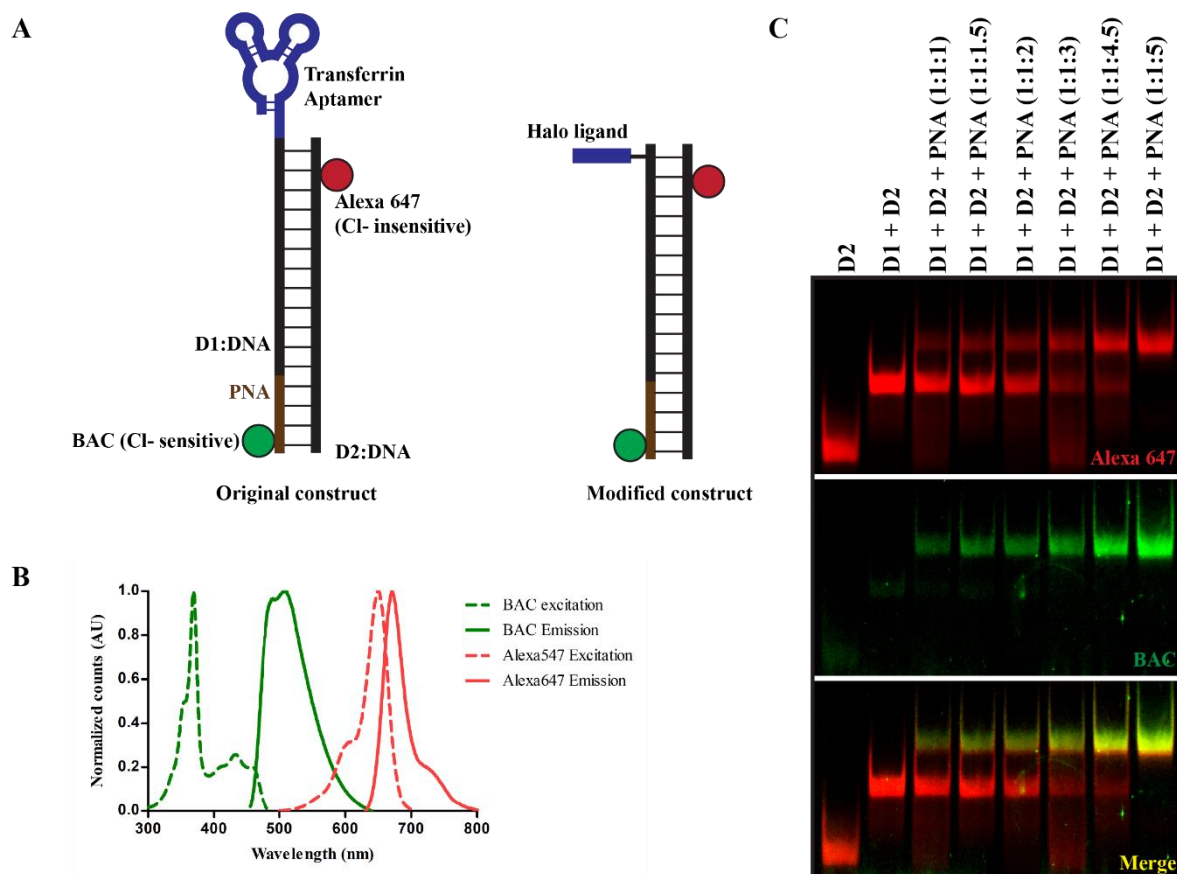 A
Transferrin
Aptamer
Alexa 647
(Cl- insensitive)
D1:DNA
PNA
BAC (Cl- sensitive)
D2:DNA
Original construct
Halo ligand
Modified construct
B
Normalized counts (AU)
1.0
0.8
0.6
0.4
0.2
0.0
300 400 500 600 700 800
Wavelength (nm)
BAC excitation
BAC Emission
Alexa547 Excitation
Alexa647 Emission
C
D2
D1 + D2
D1 + D2 + PNA (1:1:1)
D1 + D2 + PNA (1:1:1.5)
D1 + D2 + PNA (1:1:2)
D1 + D2 + PNA (1:1:3)
D1 + D2 + PNA (1:1:4.5)
D1 + D2 + PNA (1:1:5)
Alexa 647
BAC
Merge